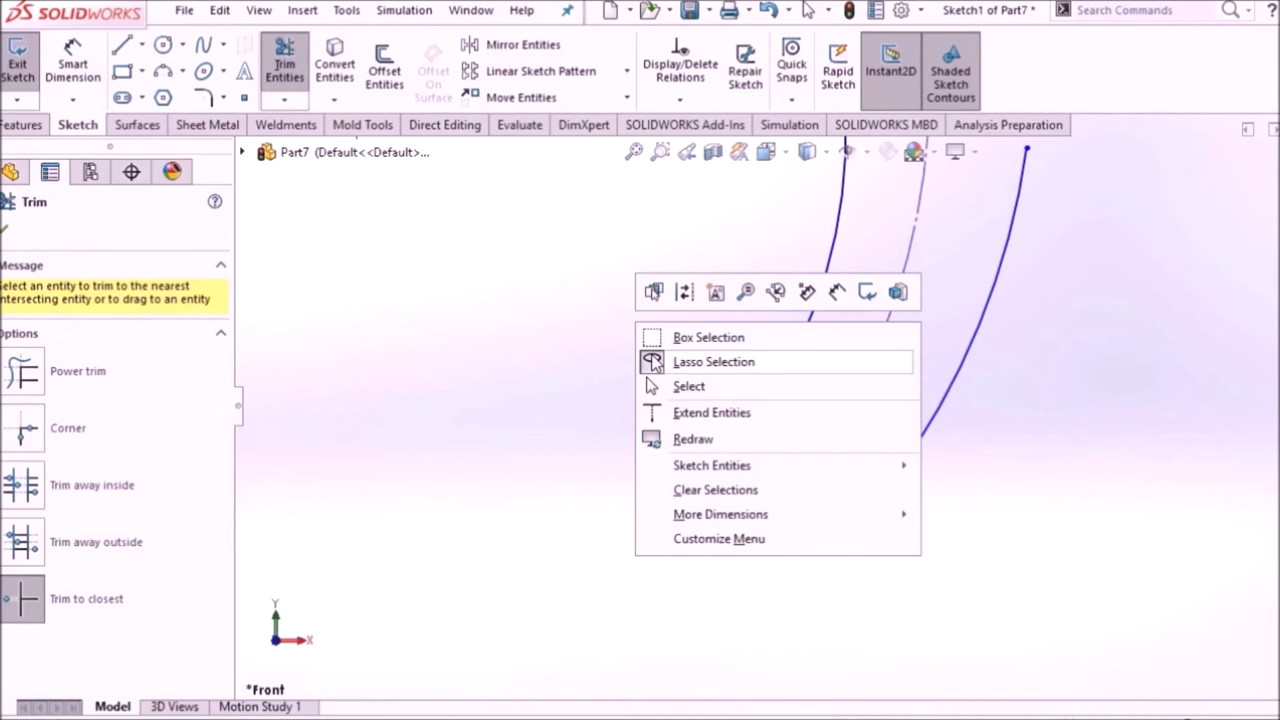 SOLIDWORKS File Edit View Insert Tools Simulation Window Help Sketch1 of Part7 * Search Commands ?
Exit Sketch
Smart Dimension
Trim Entities
Convert Entities
Offset Entities
Offset On Surface
Mirror Entities
Linear Sketch Pattern
Move Entities
Display/Delete Relations
Repair Sketch
Quick Snaps
Rapid Sketch
Instant2D
Shaded Sketch Contours
Features Sketch Surfaces Sheet Metal Weldments Mold Tools Direct Editing Evaluate DimXpert SOLIDWORKS Add-Ins Simulation SOLIDWORKS MBD Analysis Preparation
Part7 (Default<<Default>...
Trim
Message
Select an entity to trim to the nearest
intersecting entity or to drag to an entity
Options
Power trim
Corner
Trim away inside
Trim away outside
Trim to closest
Box Selection
Lasso Selection
Select
Extend Entities
Redraw
Sketch Entities
Clear Selections
More Dimensions
Customize Menu
Y
X
*Front
Model 3D Views Motion Study 1